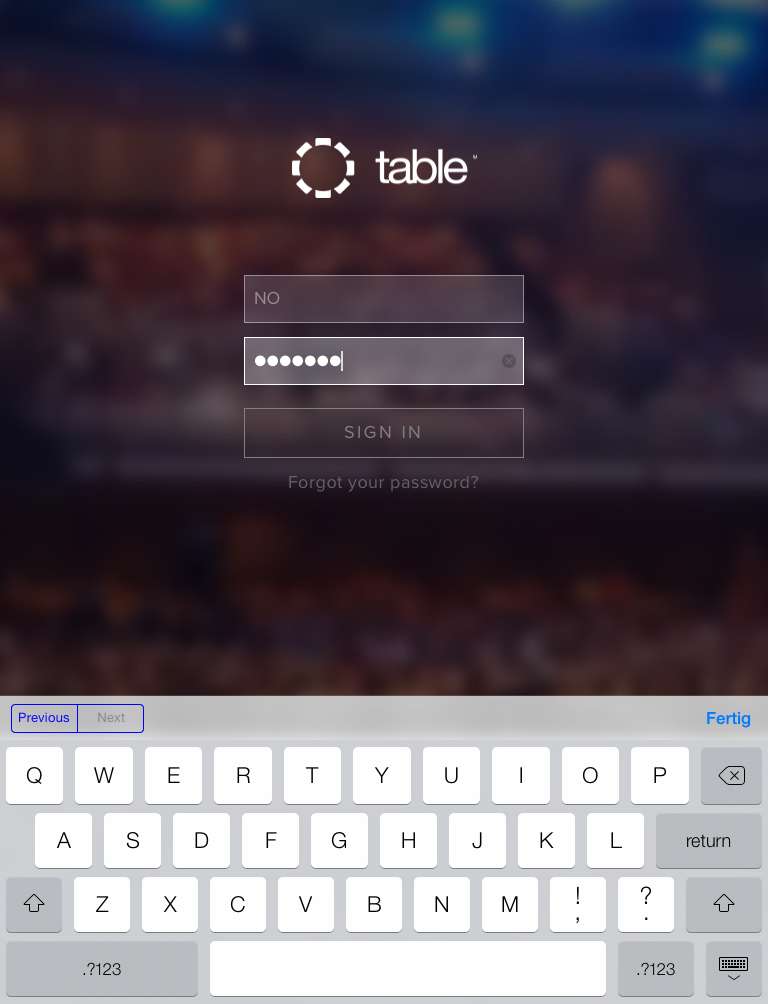 table™
NO
●●●●●●●
SIGN IN
Forgot your password?
Previous Next Fertig
Q W E R T Y U I O P
A S D F G H J K L return
Z X C V B N M ! , ? .
.?123 .?123